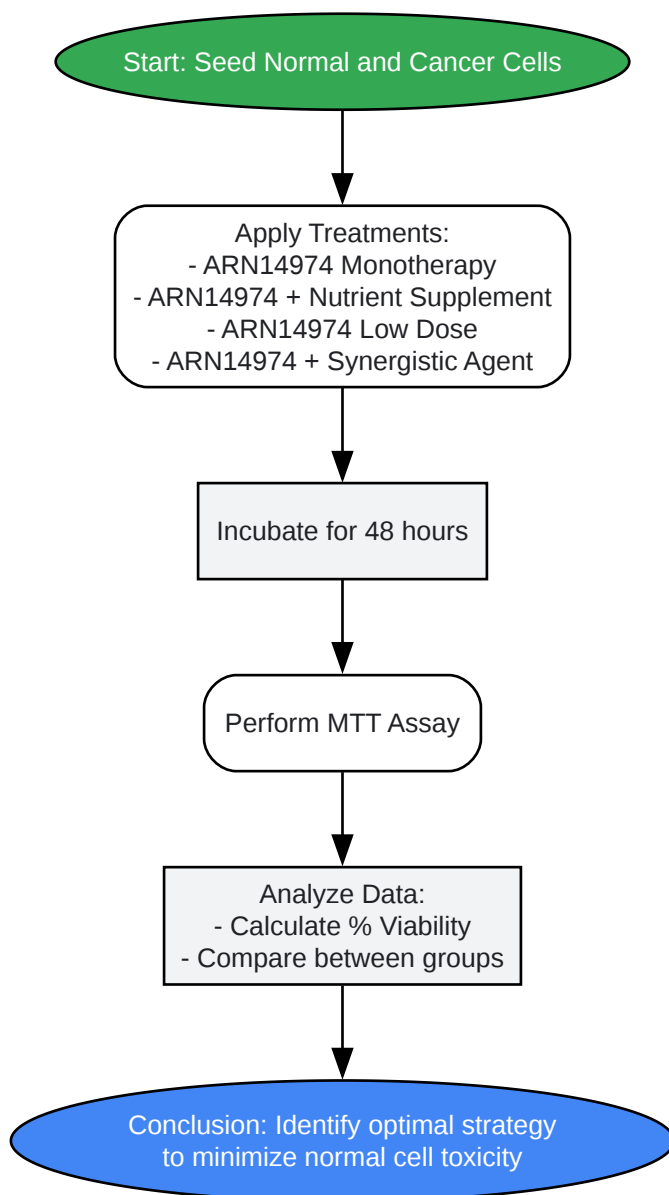 Start: Seed Normal and Cancer Cells
Apply Treatments:
- ARN14974 Monotherapy
- ARN14974 + Nutrient Supplement
- ARN14974 Low Dose
- ARN14974 + Synergistic Agent
Incubate for 48 hours
Perform MTT Assay
Analyze Data:
- Calculate % Viability
- Compare between groups
Conclusion: Identify optimal strategy
to minimize normal cell toxicity